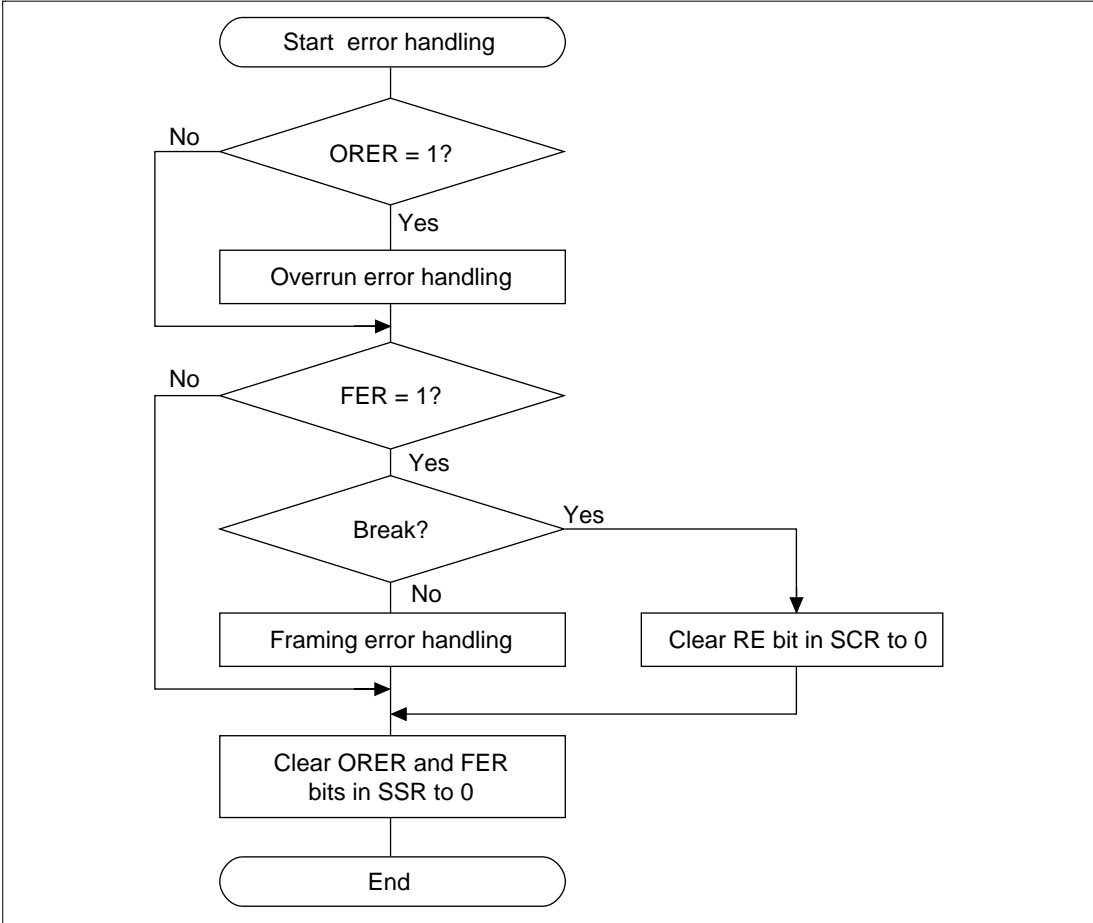 Start error handling
No
ORER = 1?
Yes
Overrun error handling
No
FER = 1?
Yes
Break?
Yes
No
Framing error handling
Clear RE bit in SCR to 0
Clear ORER and FER
bits in SSR to 0
End